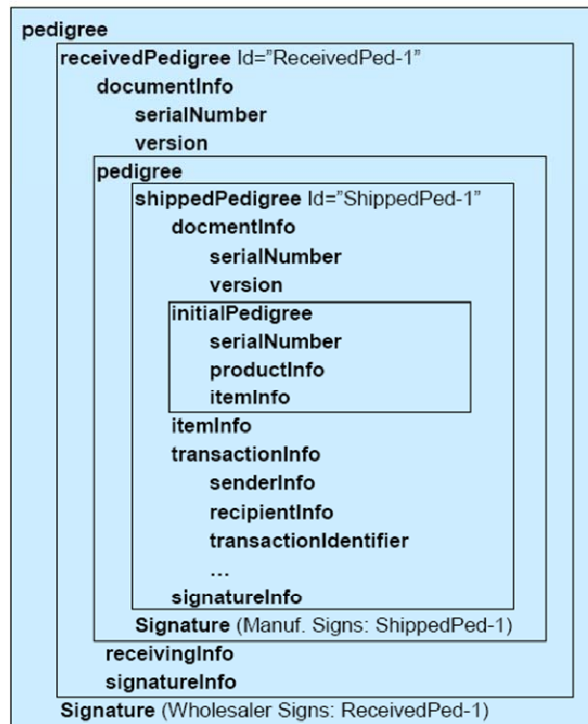 pedigree
receivedPedigree Id="ReceivedPed-1"
documentInfo
serialNumber
version
pedigree
shippedPedigree Id="ShippedPed-1"
docmentInfo
serialNumber
version
initialPedigree
serialNumber
productInfo
itemInfo
itemInfo
transactionInfo
senderInfo
recipientInfo
transactionIdentifier
...
signatureInfo
Signature (Manuf. Signs: ShippedPed-1)
receivingInfo
signatureInfo
Signature (Wholesaler Signs: ReceivedPed-1)